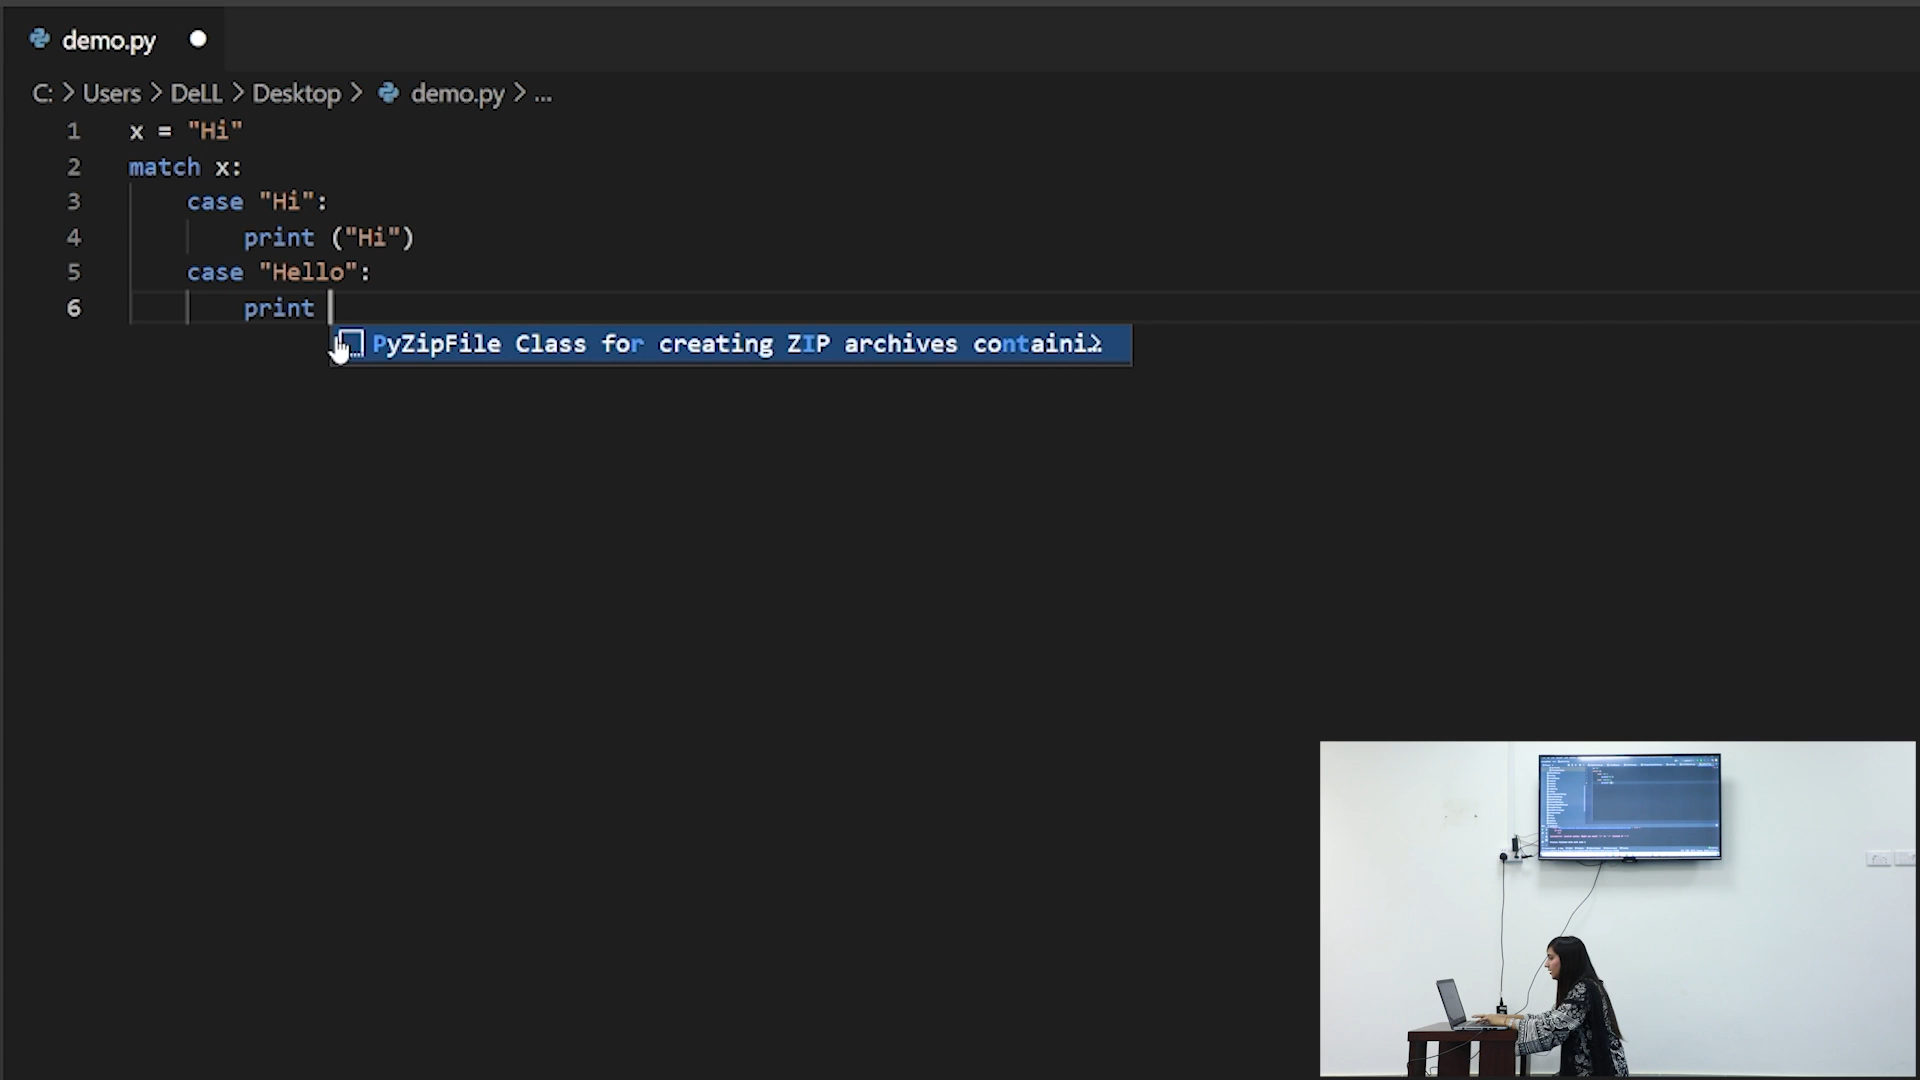 demo.py
C: > Users > DeLL > Desktop > demo.py > ...
1 x = "Hi"
2 match x:
3 case "Hi":
4 print ("Hi")
5 case "Hello":
6 print
PyZipFile Class for creating ZIP archives containi...